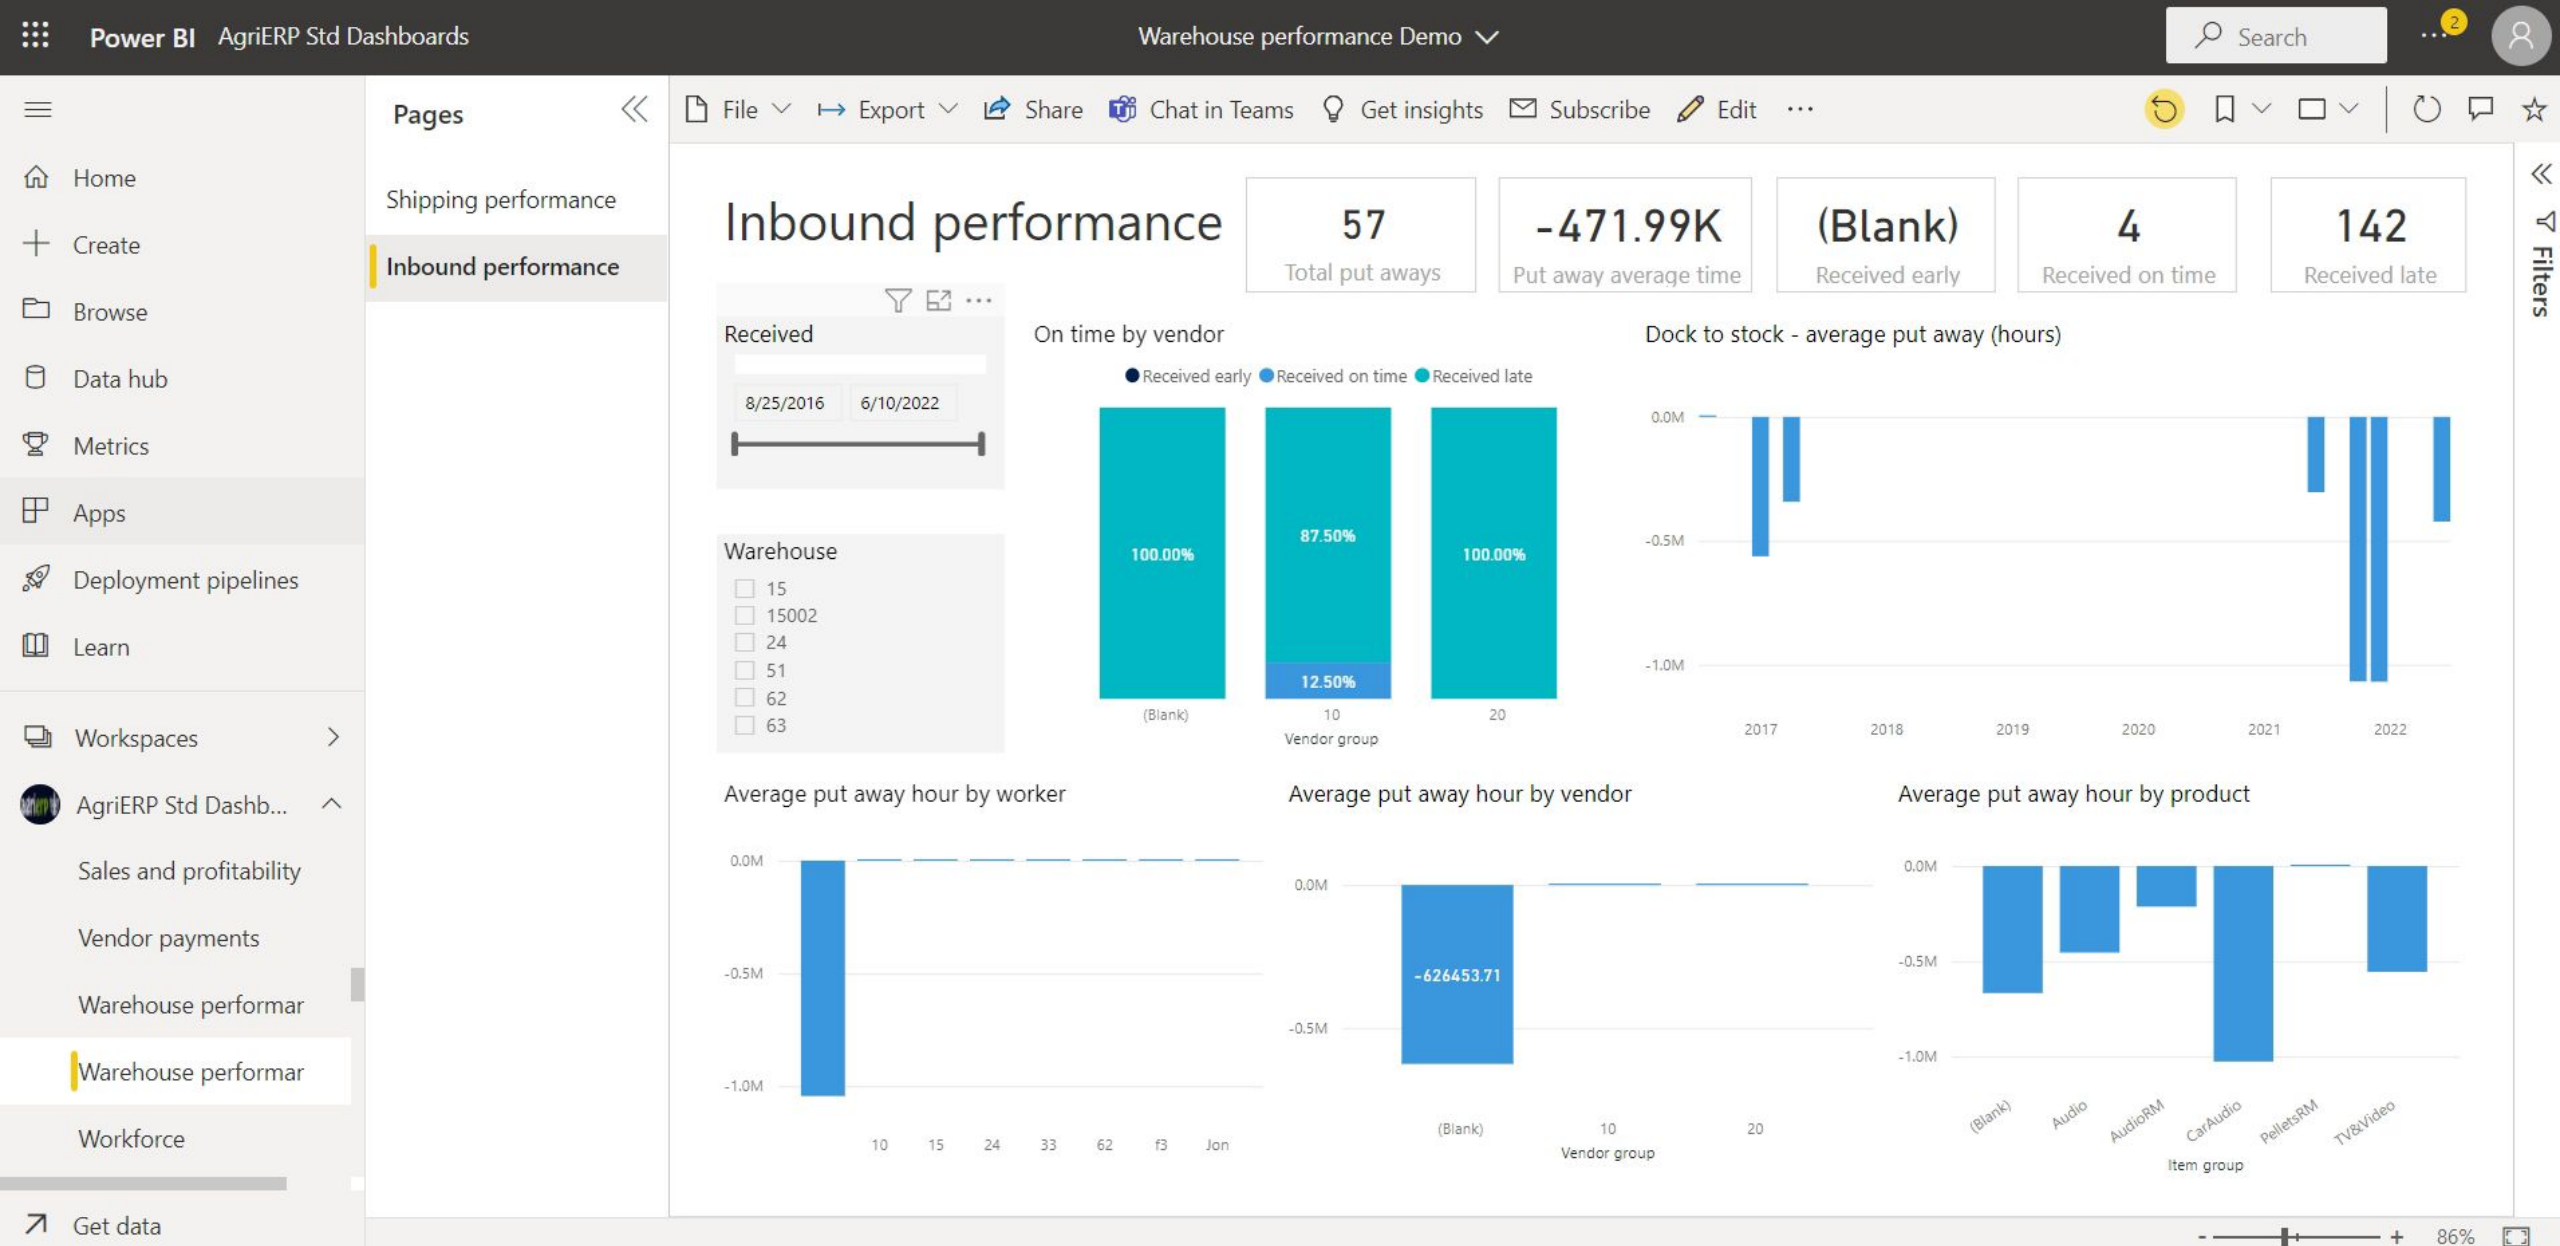 Power BI AgriERP Std Dashboards
Warehouse performance Demo
Search
2
Home
Create
Browse
Data hub
Metrics
Apps
Deployment pipelines
Learn
Workspaces
AgriERP Std Dashb...
Sales and profitability
Vendor payments
Warehouse performar
Warehouse performar
Workforce
Get data
Pages
Shipping performance
Inbound performance
File Export Share Chat in Teams Get insights Subscribe Edit ...
Inbound performance
57
Total put aways
-471.99K
Put away average time
(Blank)
Received early
4
Received on time
142
Received late
Filters
Received
8/25/2016 6/10/2022
Warehouse
15
15002
24
51
62
63
On time by vendor
Received early Received on time Received late
100.00%
87.50%
12.50%
100.00%
(Blank) 10 20
Vendor group
Dock to stock - average put away (hours)
0.0M
-0.5M
-1.0M
2017 2018 2019 2020 2021 2022
Average put away hour by worker
0.0M
-0.5M
-1.0M
10 15 24 33 62 f3 Jon
Average put away hour by vendor
0.0M
-0.5M
-626453.71
(Blank) 10 20
Vendor group
Average put away hour by product
0.0M
-0.5M
-1.0M
(Blank) Audio AudioRM CarAudio PelletsRM TV&Video
Item group
- + 86%